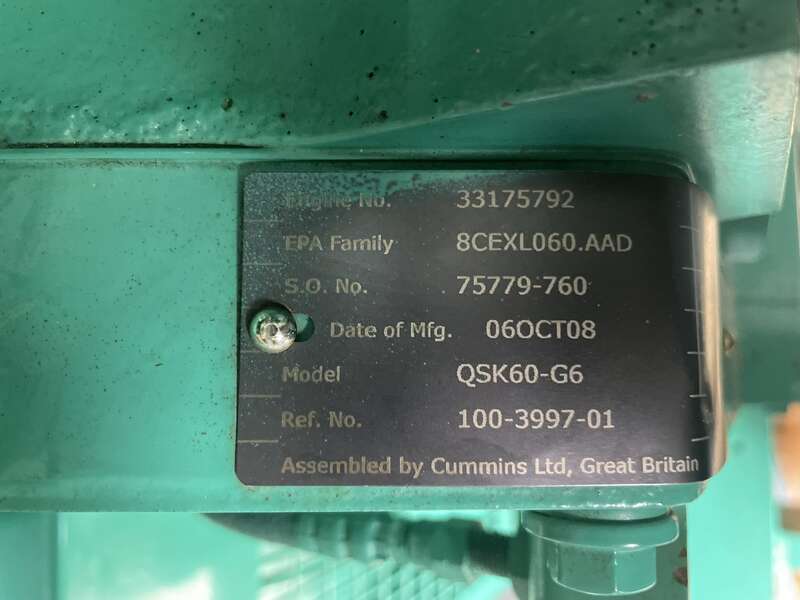 Engine No. 33175792
EPA Family 8CEXL060.AAD
S.O. No. 75779-760
Date of Mfg. 06OCT08
Model QSK60-G6
Ref. No. 100-3997-01
Assembled by Cummins Ltd, Great Britain